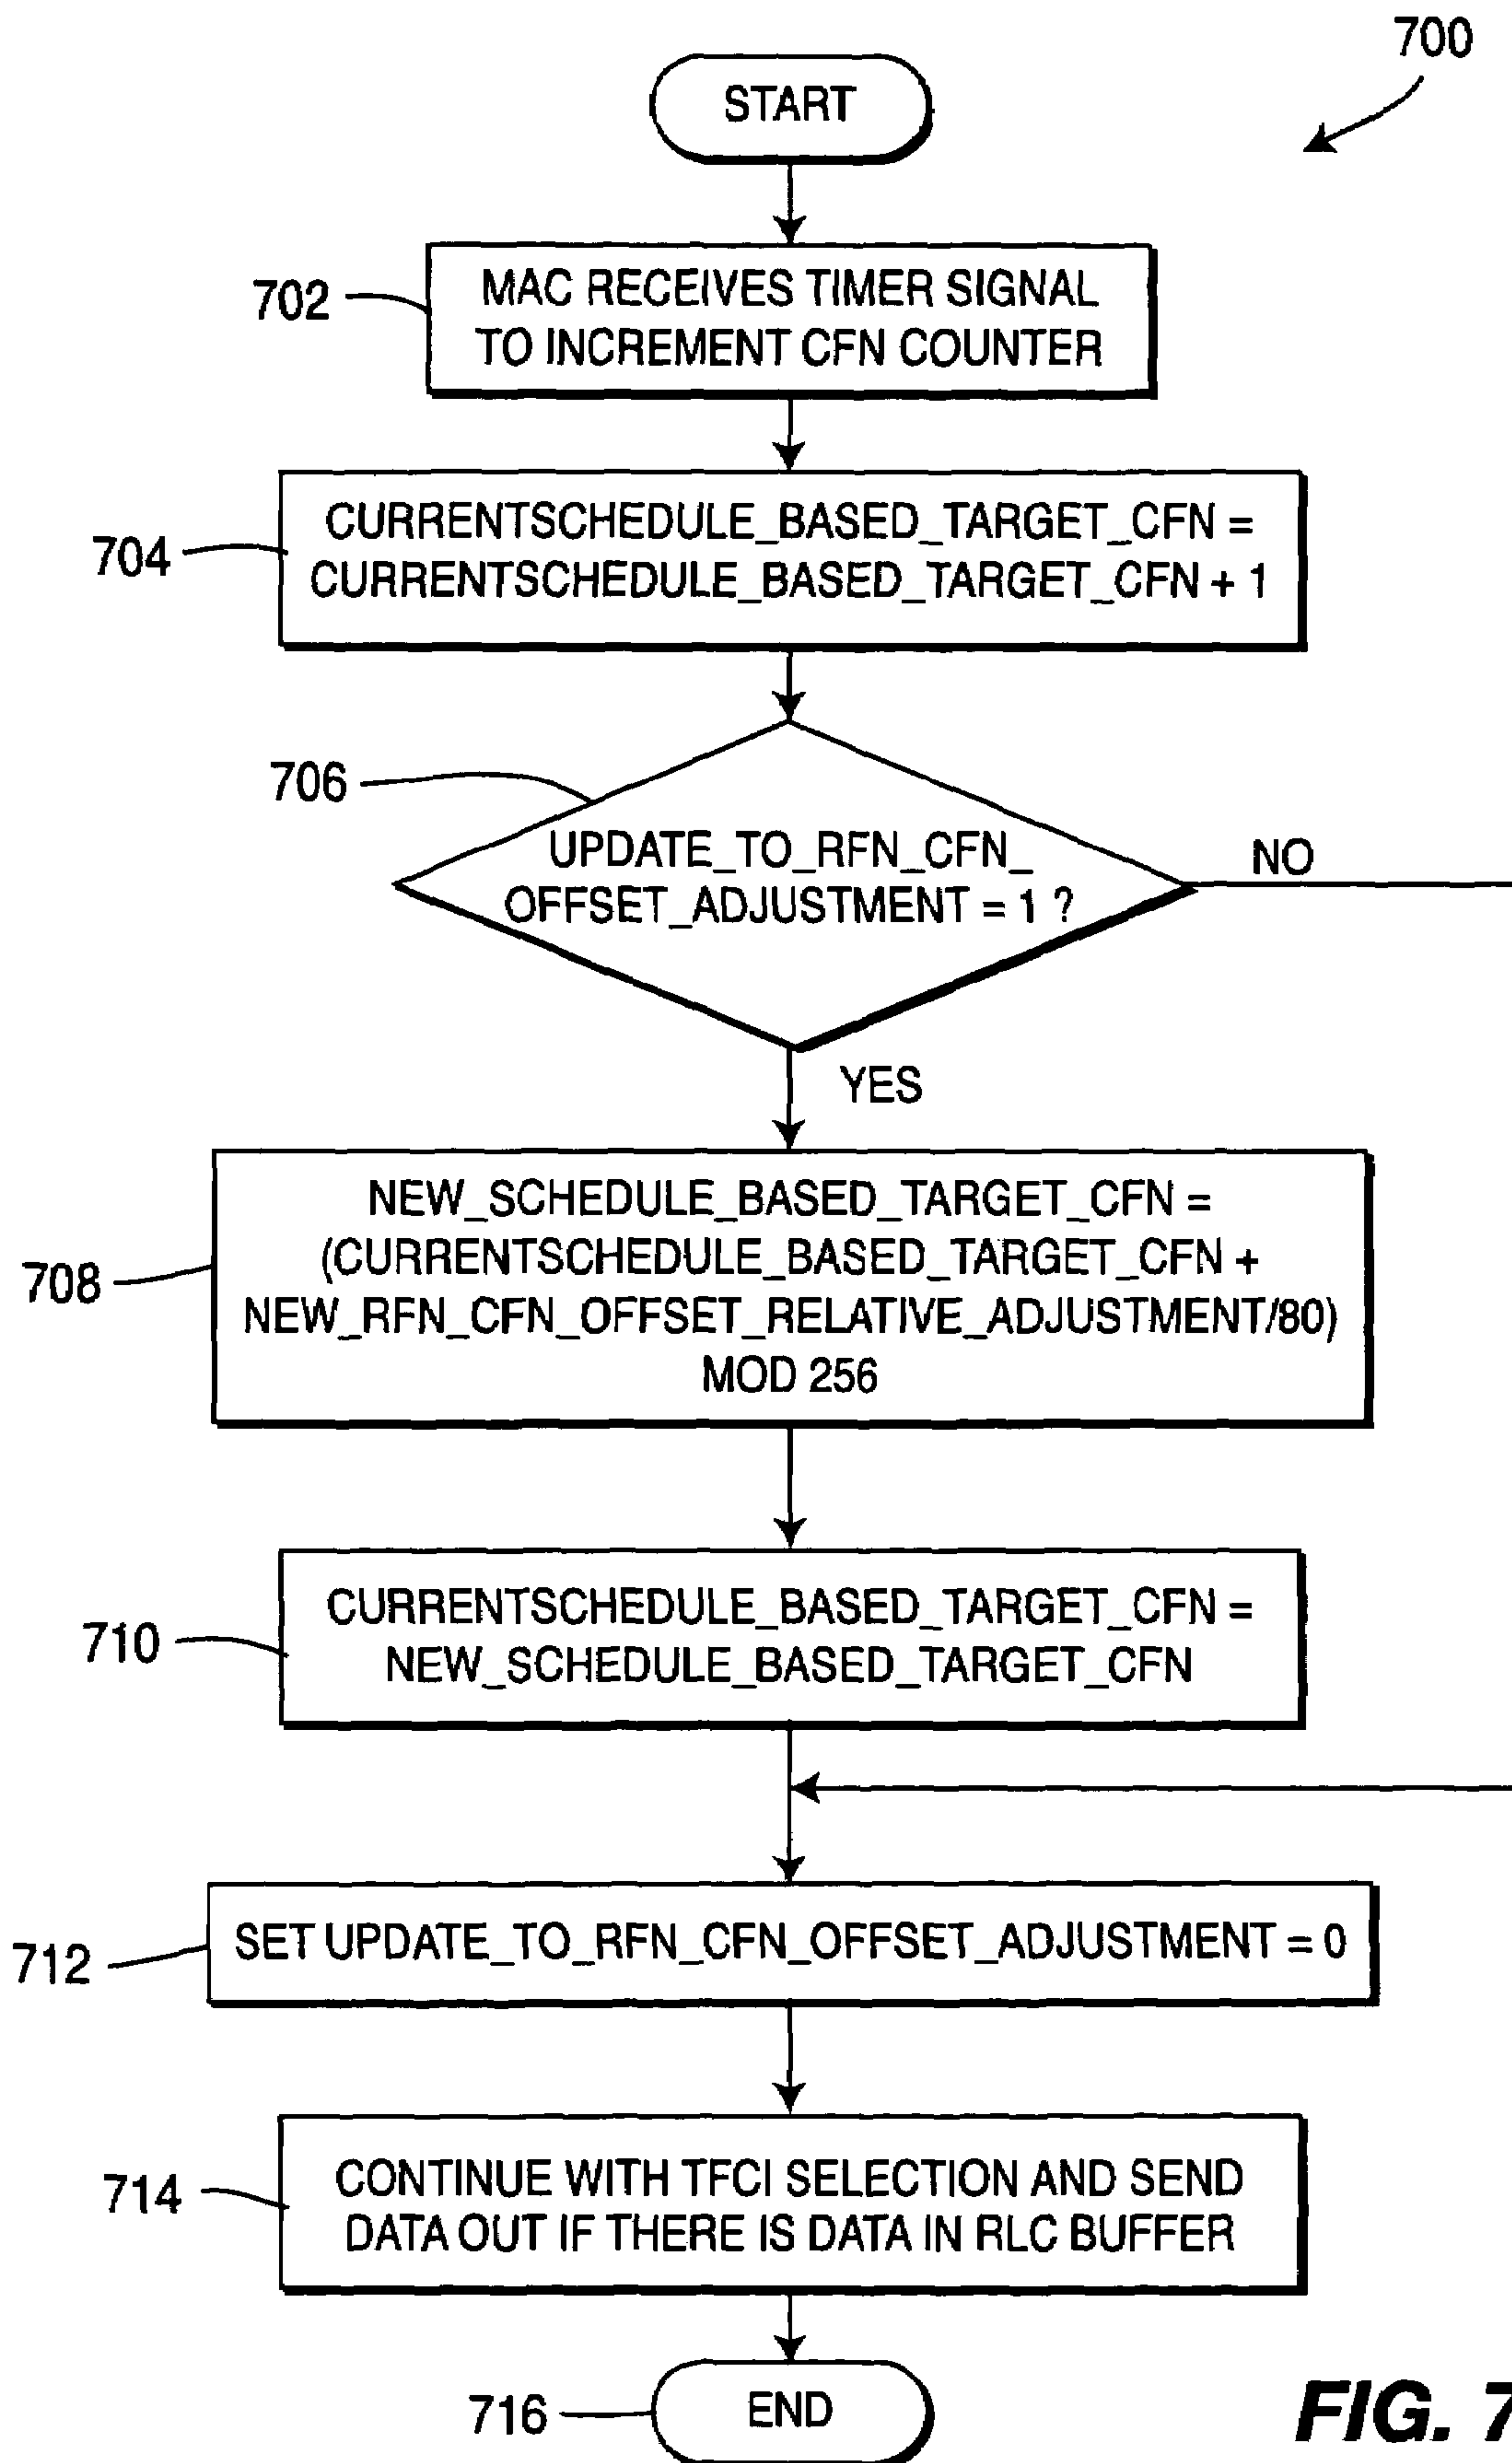 700
START
702
MAC RECEIVES TIMER SIGNAL
TO INCREMENT CFN COUNTER
704
CURRENTSCHEDULE_BASED_TARGET_CFN =
CURRENTSCHEDULE_BASED_TARGET_CFN + 1
706
UPDATE_TO_RFN_CFN_
OFFSET_ADJUSTMENT = 1 ?
NO
YES
708
NEW_SCHEDULE_BASED_TARGET_CFN =
(CURRENTSCHEDULE_BASED_TARGET_CFN +
NEW_RFN_CFN_OFFSET_RELATIVE_ADJUSTMENT/80)
MOD 256
710
CURRENTSCHEDULE_BASED_TARGET_CFN =
NEW_SCHEDULE_BASED_TARGET_CFN
712
SET UPDATE_TO_RFN_CFN_OFFSET_ADJUSTMENT = 0
714
CONTINUE WITH TFCI SELECTION AND SEND
DATA OUT IF THERE IS DATA IN RLC BUFFER
716
END
FIG. 7